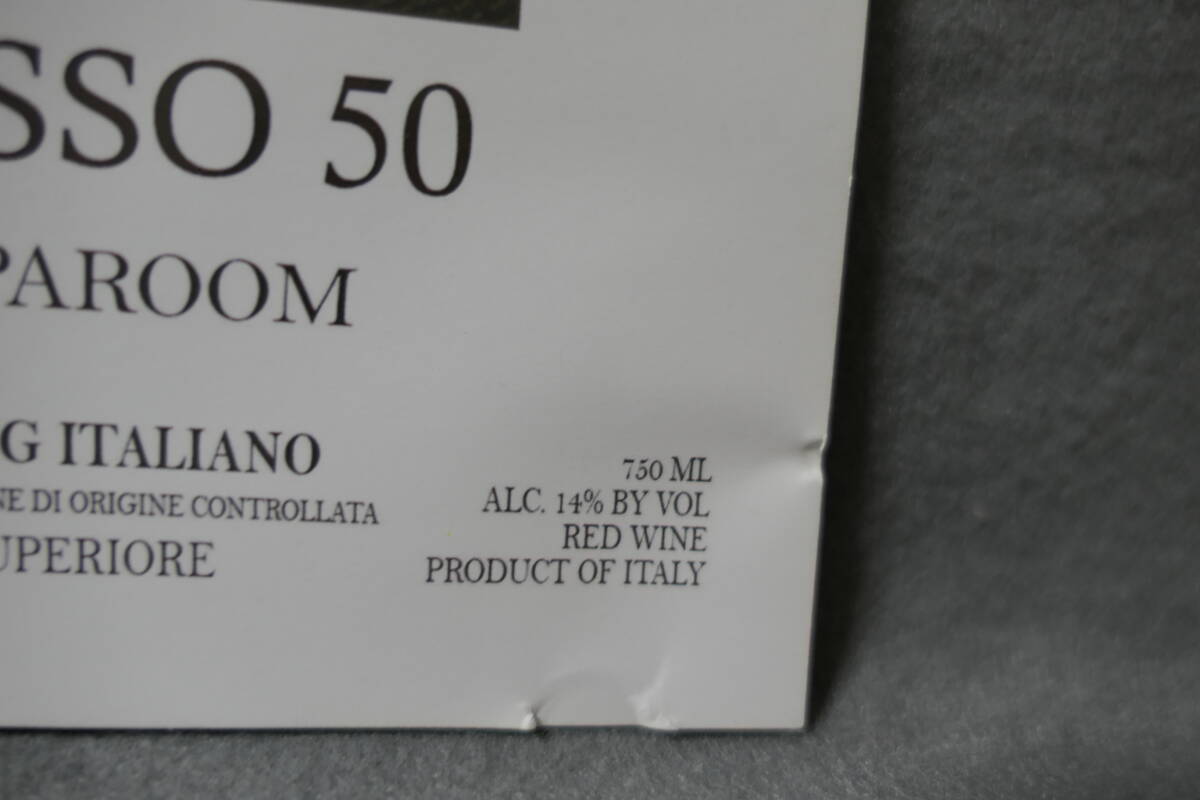 SSO 50
PAROOM
G ITALIANO
NE DI ORIGINE CONTROLLATA
UPERIORE
750 ML
ALC. 14% BY VOL
RED WINE
PRODUCT OF ITALY